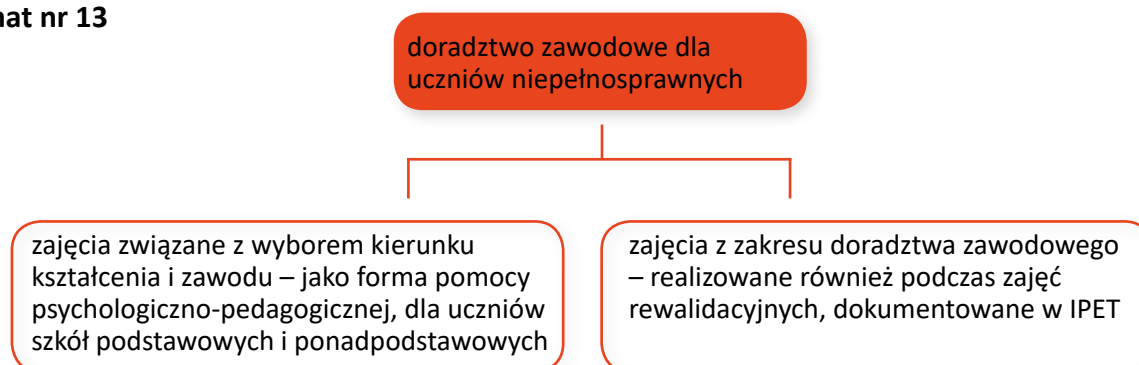 nat nr 13
doradztwo zawodowe dla
uczniów niepełnosprawnych
zajęcia związane z wyborem kierunku
kształcenia i zawodu – jako forma pomocy
psychologiczno-pedagogicznej, dla uczniów
szkół podstawowych i ponadpodstawowych
zajęcia z zakresu doradztwa zawodowego
– realizowane również podczas zajęć
rewalidacyjnych, dokumentowane w IPET